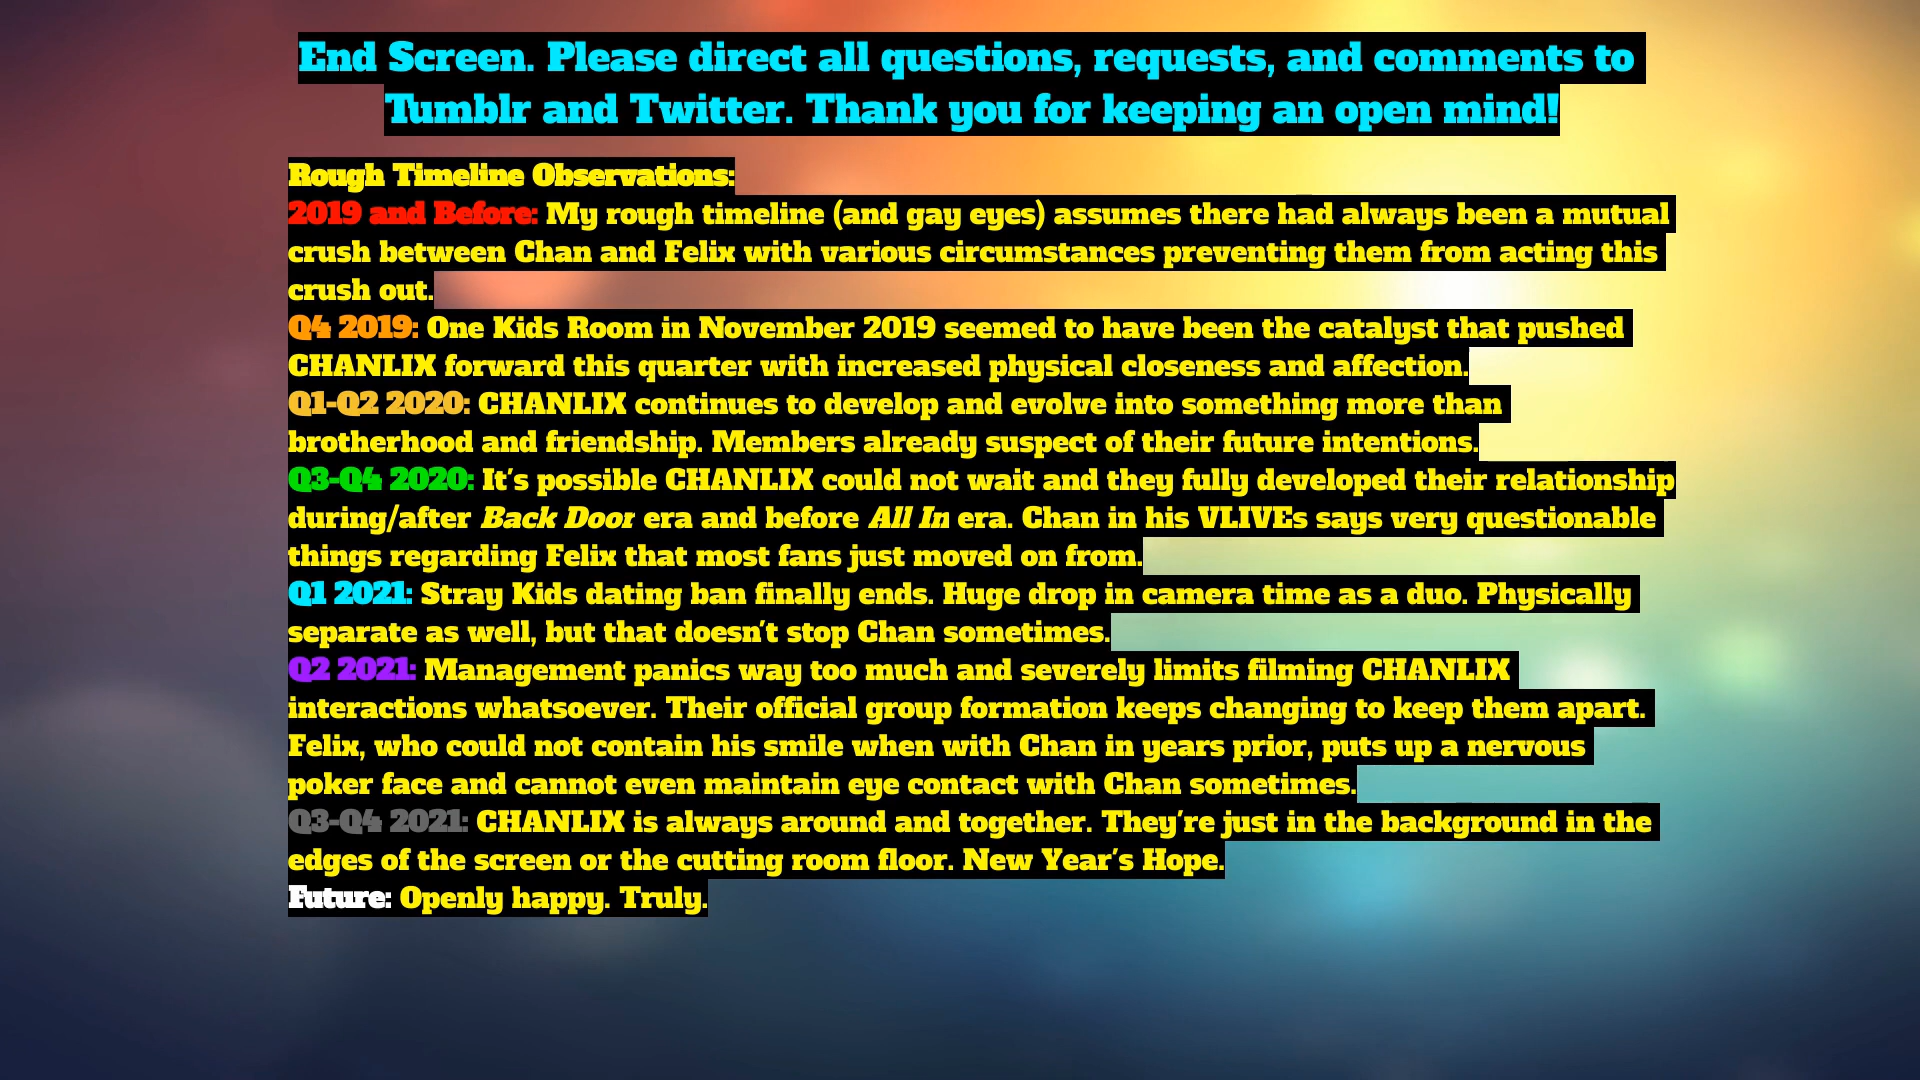 End Screen. Please direct all questions, requests, and comments to
Tumblr and Twitter. Thank you for keeping an open mind!
Rough Timeline Observations:
2019 and Before: My rough timeline (and gay eyes) assumes there had always been a mutual
crush between Chan and Felix with various circumstances preventing them from acting this
crush out.
Q4 2019: One Kids Room in November 2019 seemed to have been the catalyst that pushed
CHANLIX forward this quarter with increased physical closeness and affection.
Q1-Q2 2020: CHANLIX continues to develop and evolve into something more than
brotherhood and friendship. Members already suspect of their future intentions.
Q3-Q4 2020: It's possible CHANLIX could not wait and they fully developed their relationship
during/after Back Door era and before All In era. Chan in his VLIVEs says very questionable
things regarding Felix that most fans just moved on from.
Q1 2021: Stray Kids dating ban finally ends. Huge drop in camera time as a duo. Physically
separate as well, but that doesn't stop Chan sometimes.
Q2 2021: Management panics way too much and severely limits filming CHANLIX
interactions whatsoever. Their official group formation keeps changing to keep them apart.
Felix, who could not contain his smile when with Chan in years prior, puts up a nervous
poker face and cannot even maintain eye contact with Chan sometimes.
Q3-Q4 2021: CHANLIX is always around and together. They're just in the background in the
edges of the screen or the cutting room floor. New Year's Hope.
Future: Openly happy. Truly.